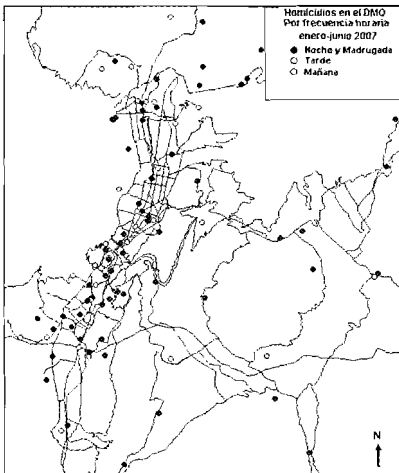 Homicidios en el DMQ
Por frecuencia horaria
enero-junio 2007
Noche y Madrugada
Tarde
Mañana
N